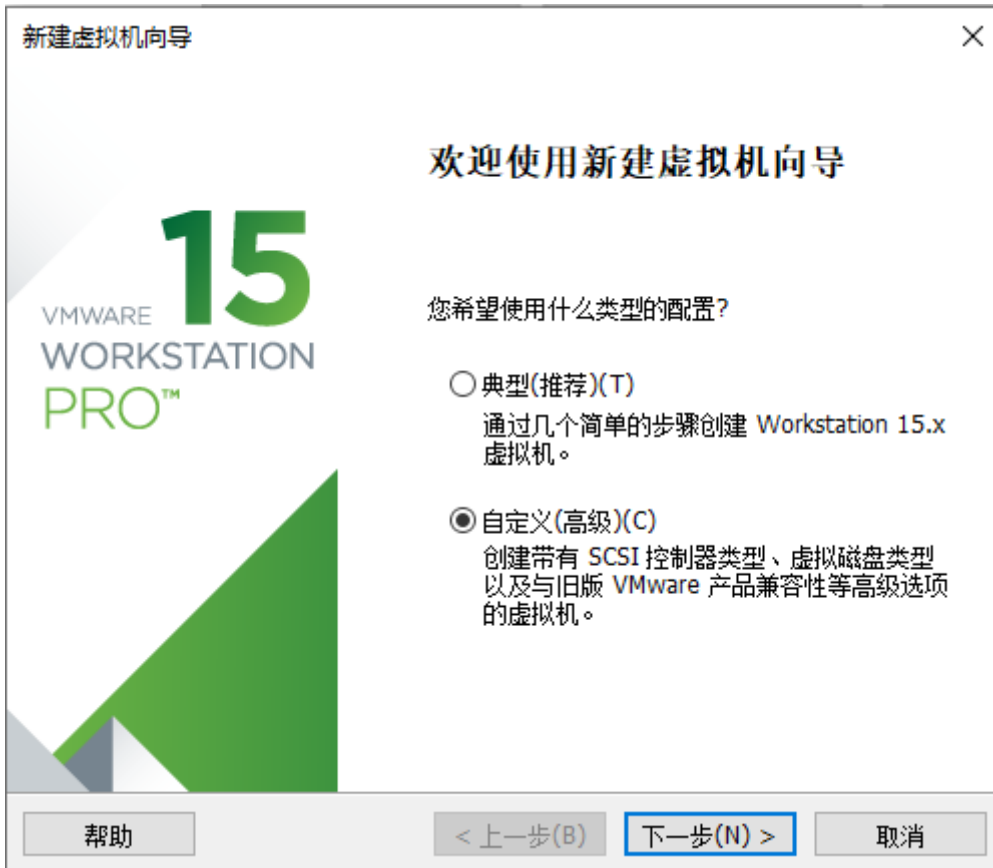 新建虚拟机向导
欢迎使用新建虚拟机向导
15
VMWARE
WORKSTATION
PRO™
您希望使用什么类型的配置?
典型(推荐)(T)
通过几个简单的步骤创建 Workstation 15.x
虚拟机。
自定义(高级)(C)
创建带有 SCSI 控制器类型、虚拟磁盘类型
以及与旧版 VMware 产品兼容性等高级选项
的虚拟机。
帮助
< 上一步(B)
下一步(N) >
取消